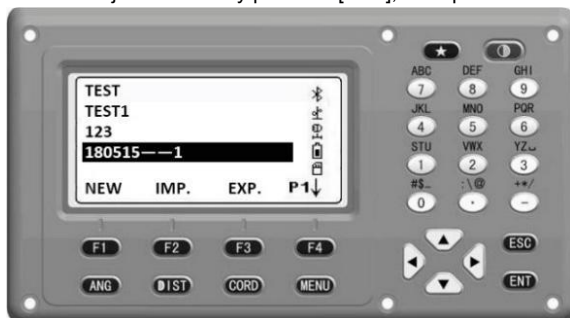 TEST
TEST1
123
180515——1
NEW IMP. EXP. P1↓
F1 F2 F3 F4
ANG DIST CORD MENU
★
ABC DEF GHI
7 8 9
JKL MNO PQR
4 5 6
STU VWX YZ␣
1 2 3
#$_ :\@ +*/
0 . -
ESC
ENT